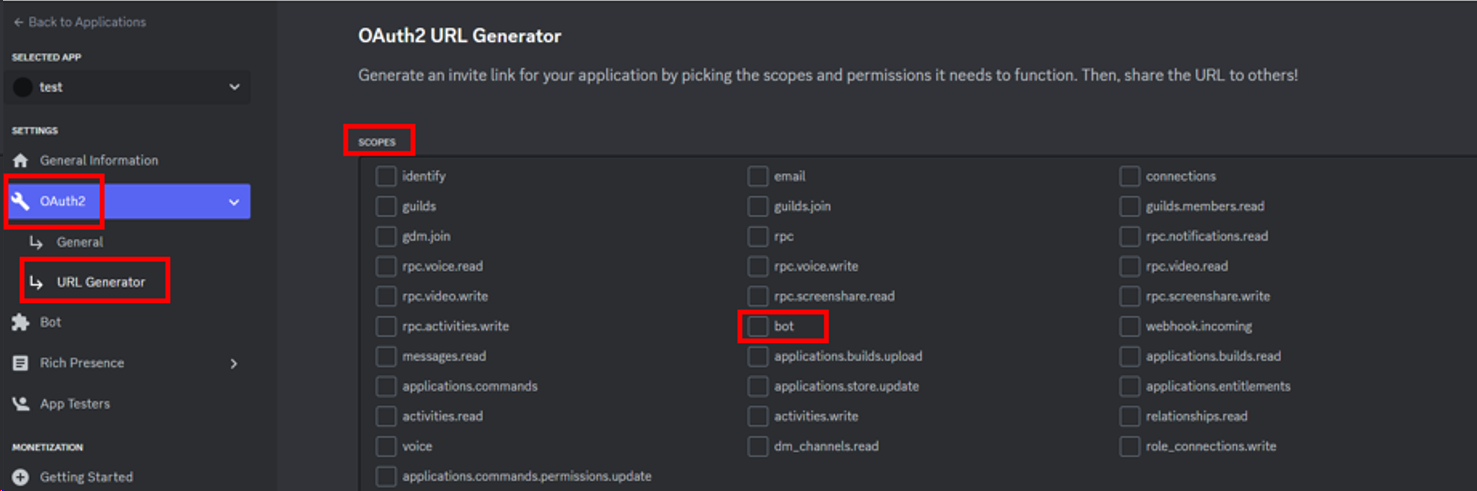 ← Back to Applications
SELECTED APP
test
SETTINGS
General Information
OAuth2
General
URL Generator
Bot
Rich Presence
App Testers
MONETIZATION
Getting Started
OAuth2 URL Generator
Generate an invite link for your application by picking the scopes and permissions it needs to function. Then, share the URL to others!
SCOPES
identify email connections
guilds guilds.join guilds.members.read
gdm.join rpc rpc.notifications.read
rpc.voice.read rpc.voice.write rpc.video.read
rpc.video.write rpc.screenshare.read rpc.screenshare.write
rpc.activities.write bot webhook.incoming
messages.read applications.builds.upload applications.builds.read
applications.commands applications.store.update applications.entitlements
activities.read activities.write relationships.read
voice dm_channels.read role_connections.write
applications.commands.permissions.update